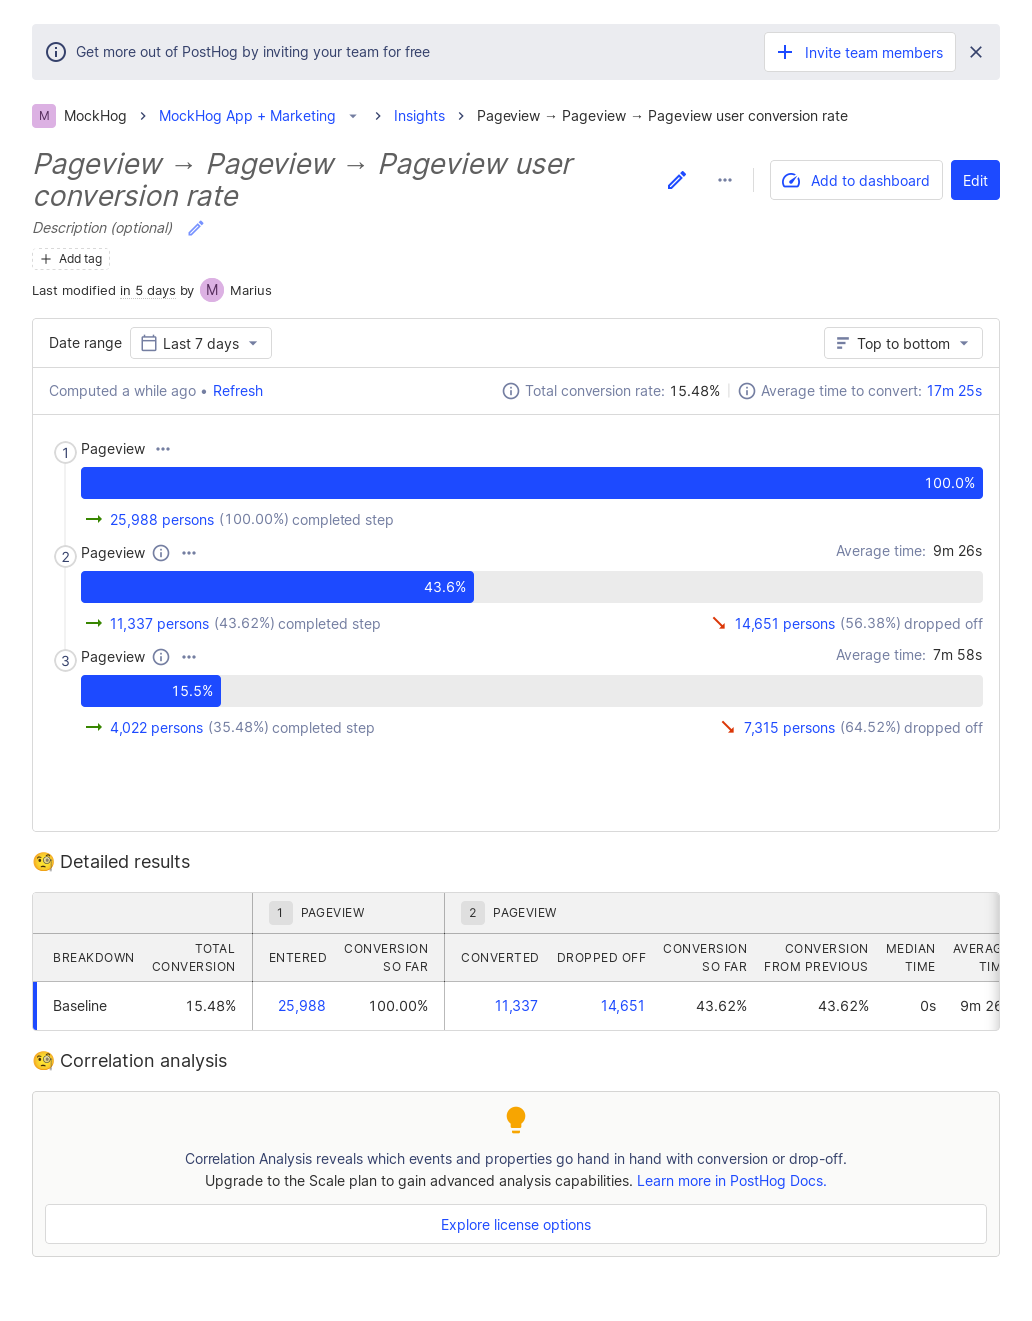 Get more out of PostHog by inviting your team for free
Invite team members
M MockHog > MockHog App + Marketing > Insights > Pageview → Pageview → Pageview user conversion rate
Pageview → Pageview → Pageview user
conversion rate
Add to dashboard
Edit
Description (optional)
Add tag
Last modified in 5 days by M Marius
Date range Last 7 days
Top to bottom
Computed a while ago • Refresh
Total conversion rate: 15.48%
Average time to convert: 17m 25s
1 Pageview
100.0%
25,988 persons (100.00%) completed step
2 Pageview
Average time: 9m 26s
43.6%
11,337 persons (43.62%) completed step
14,651 persons (56.38%) dropped off
3 Pageview
Average time: 7m 58s
15.5%
4,022 persons (35.48%) completed step
7,315 persons (64.52%) dropped off
🧐 Detailed results
1 PAGEVIEW
2 PAGEVIEW
BREAKDOWN
TOTAL
CONVERSION
ENTERED
CONVERSION
SO FAR
CONVERTED
DROPPED OFF
CONVERSION
SO FAR
CONVERSION
FROM PREVIOUS
MEDIAN
TIME
Baseline 15.48% 25,988 100.00% 11,337 14,651 43.62% 43.62% 0s 9m
🧐 Correlation analysis
Correlation Analysis reveals which events and properties go hand in hand with conversion or drop-off.
Upgrade to the Scale plan to gain advanced analysis capabilities. Learn more in PostHog Docs.
Explore license options